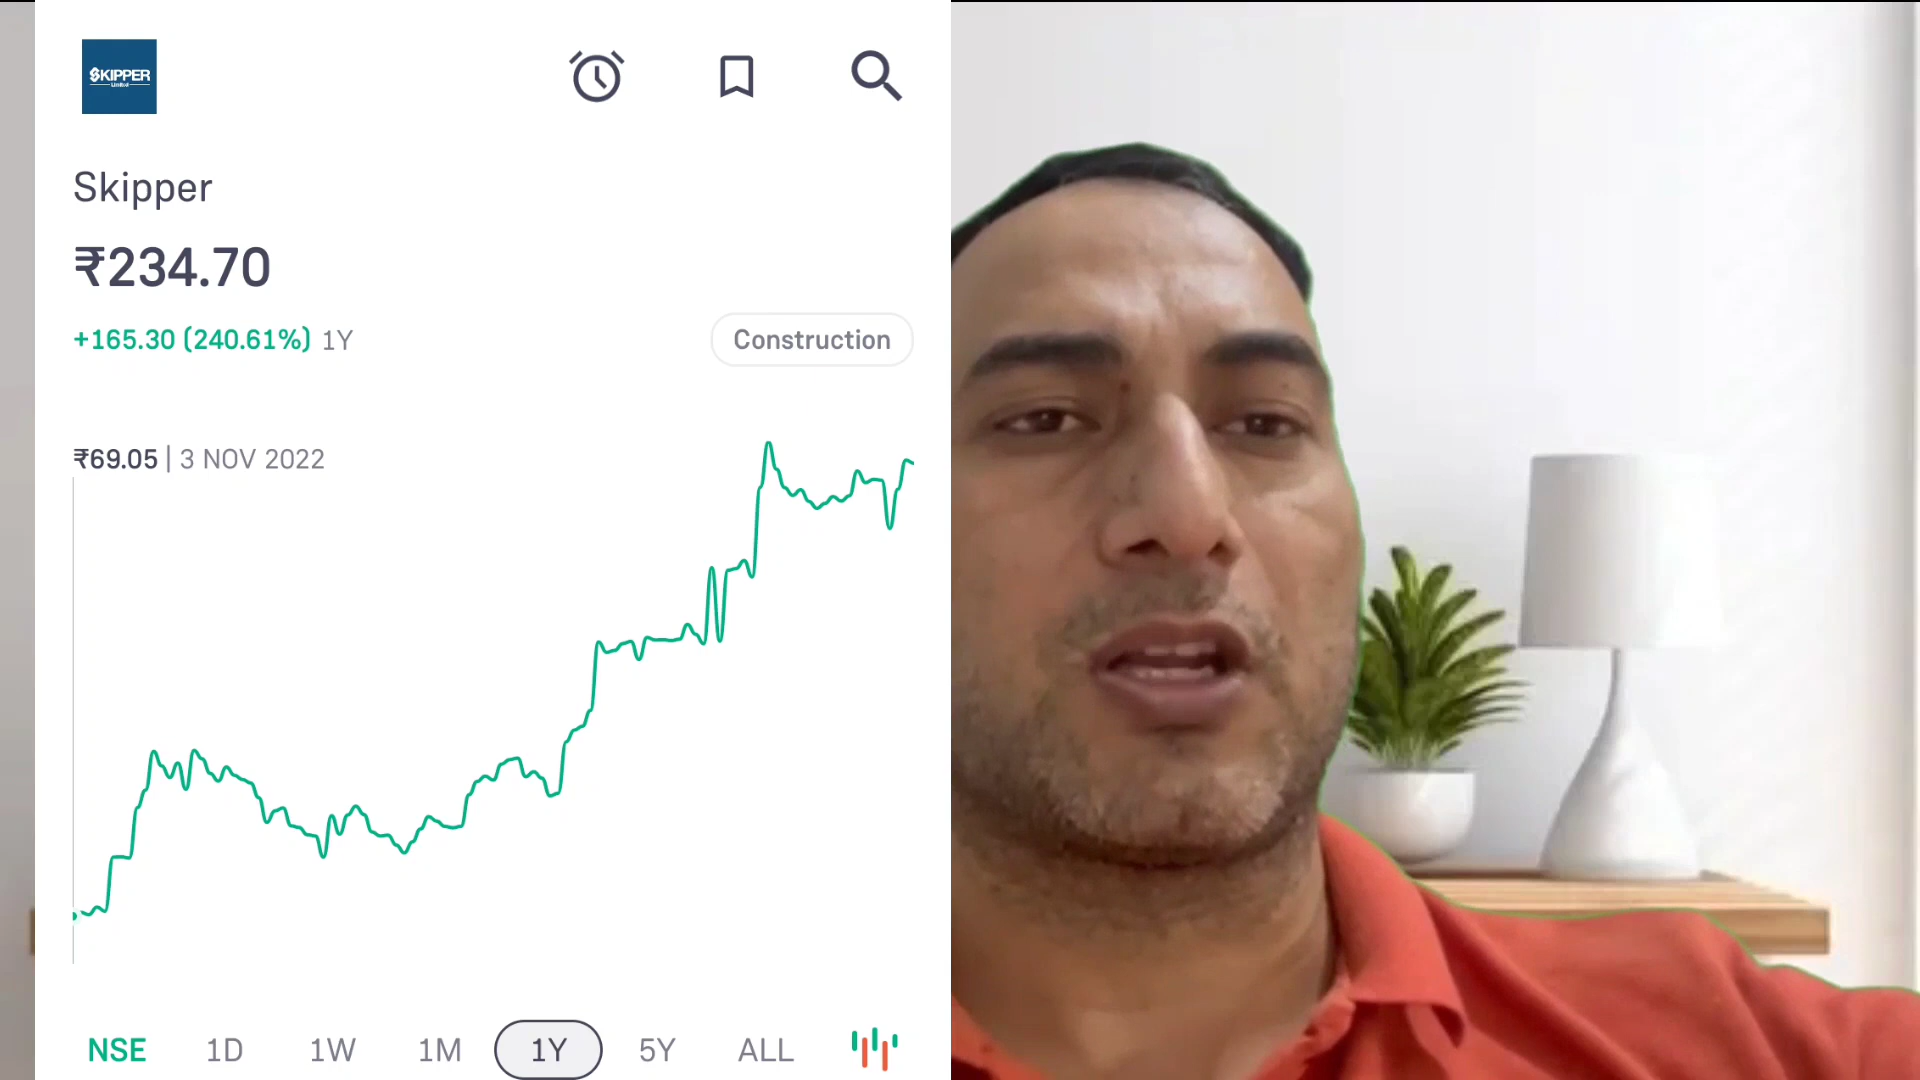 SKIPPER
Limited
Skipper
₹234.70
+165.30 (240.61%) 1Y
Construction
₹69.05 | 3 NOV 2022
NSE 1D 1W 1M 1Y 5Y ALL